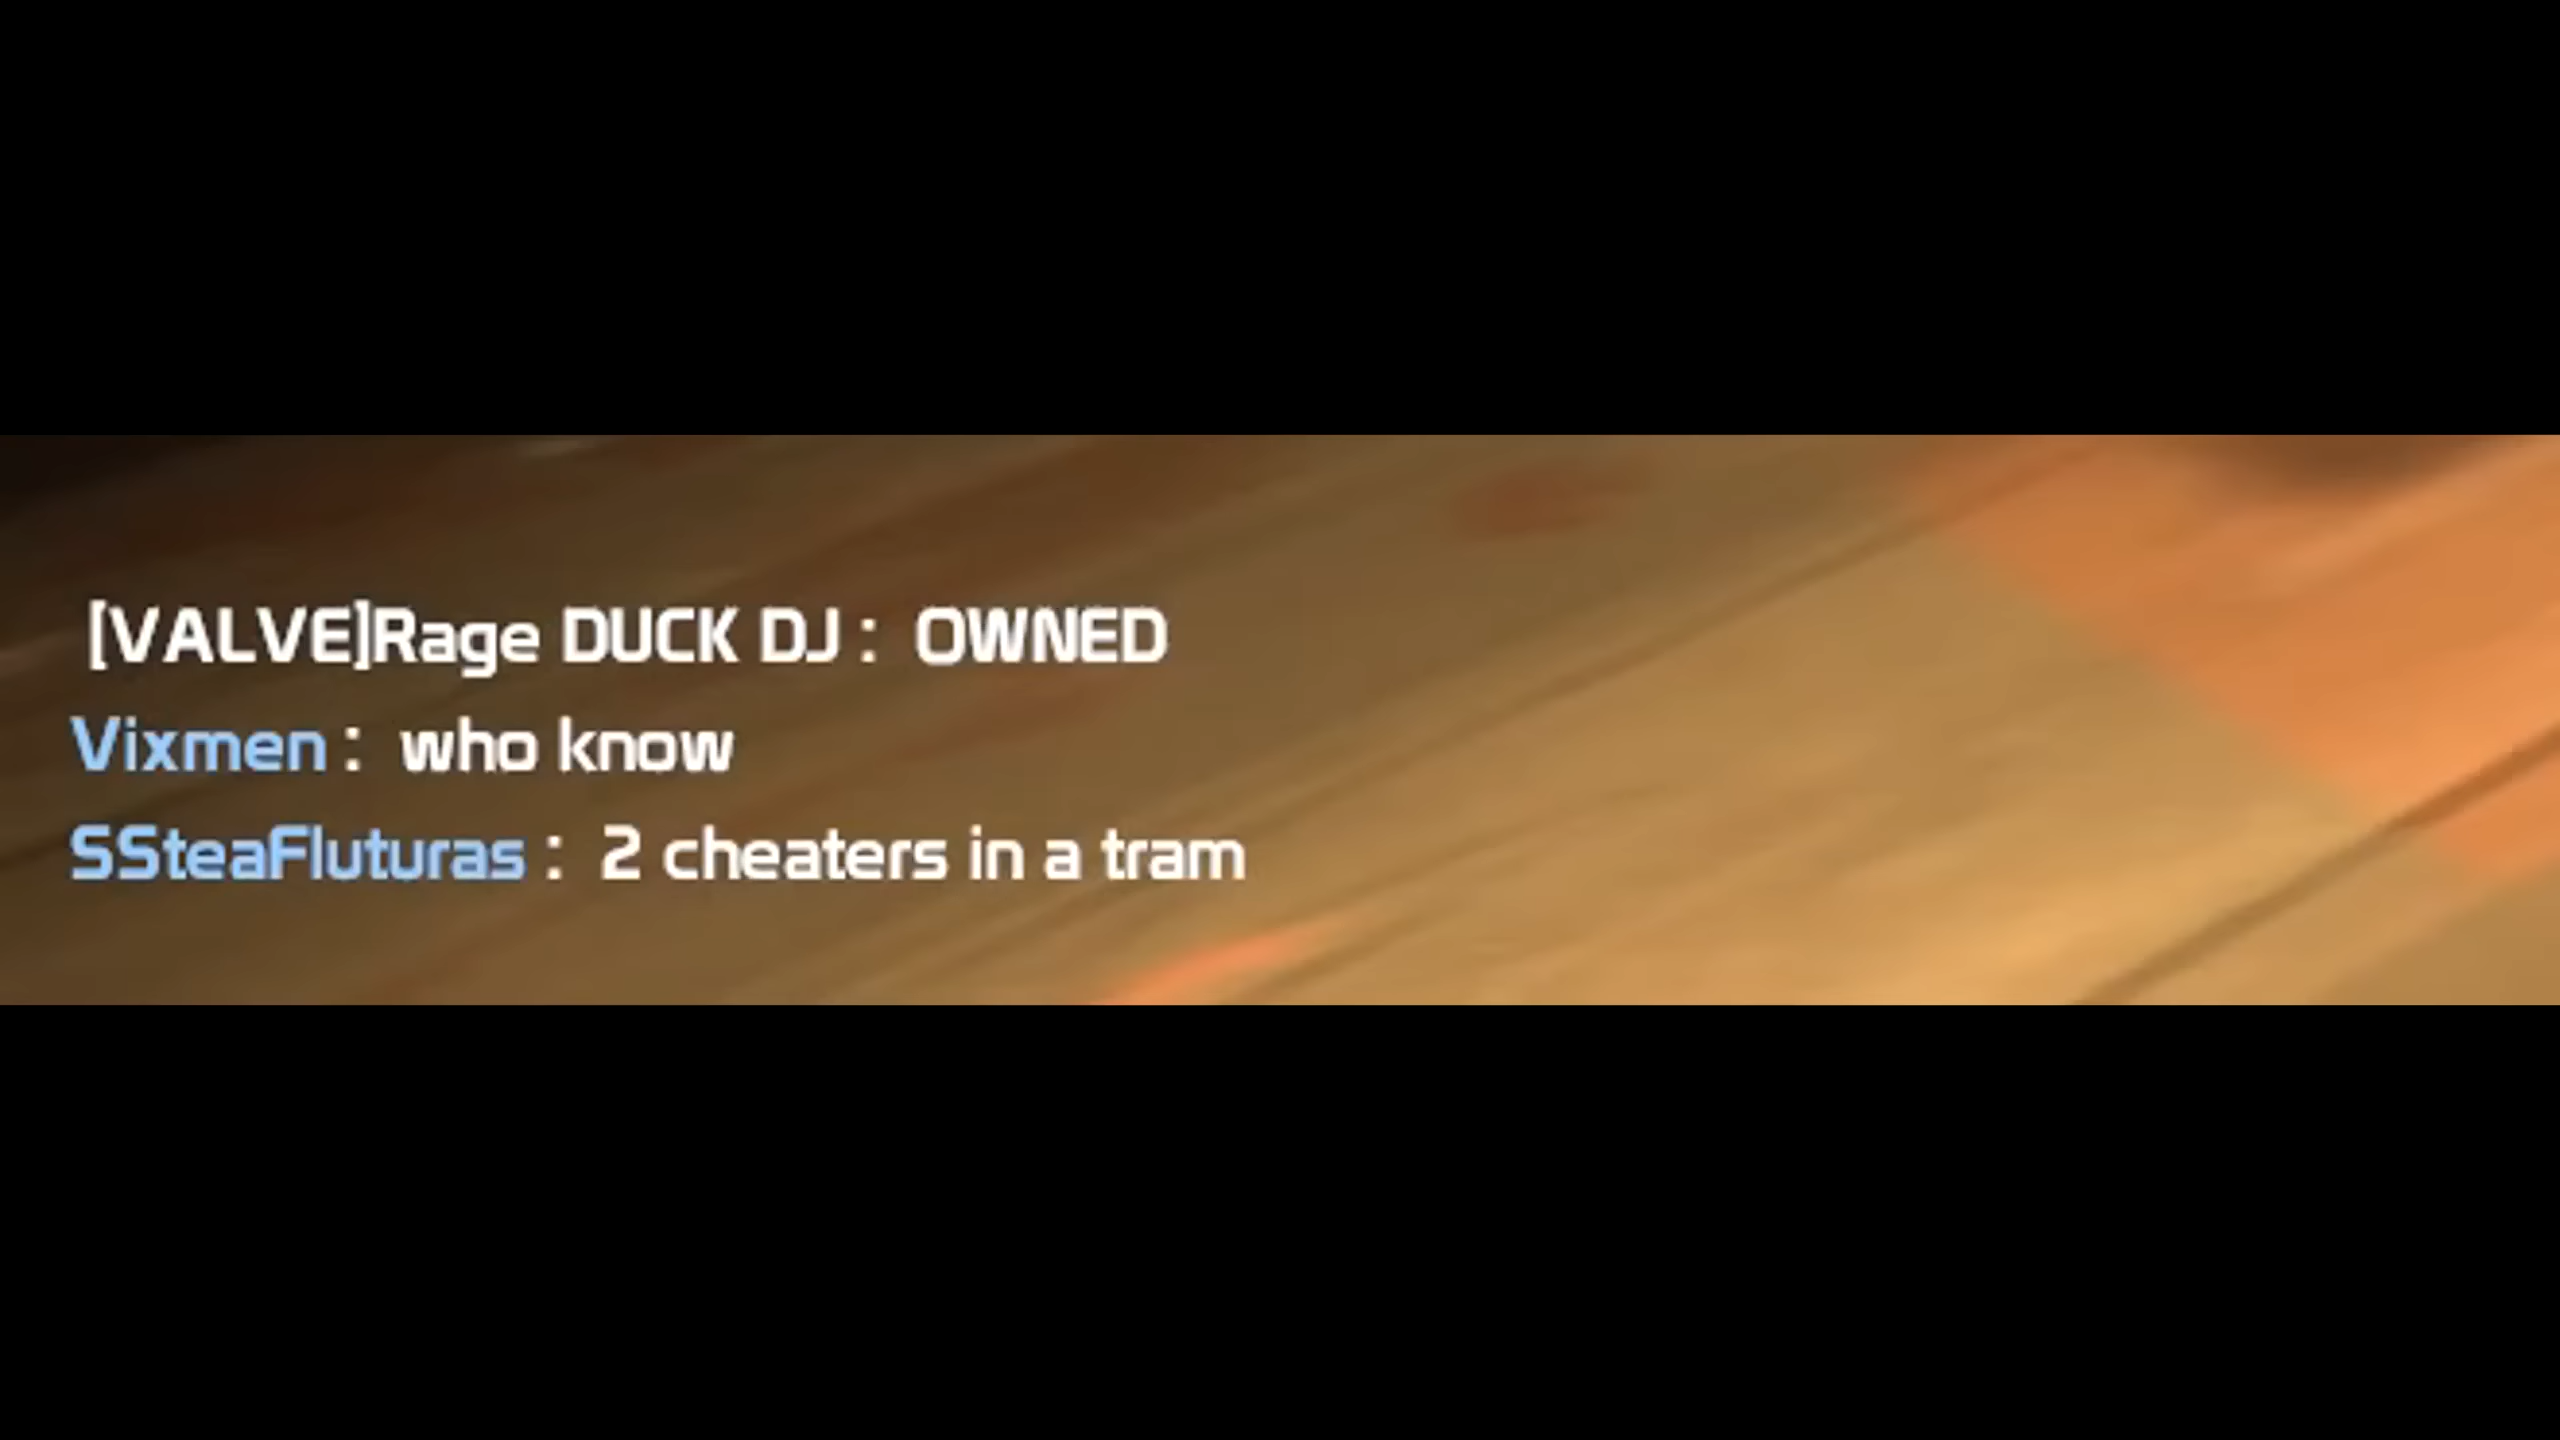 [VALVE]Rage DUCK DJ :  OWNED
Vixmen :  who know
SSteaFluturas :  2 cheaters in a tram